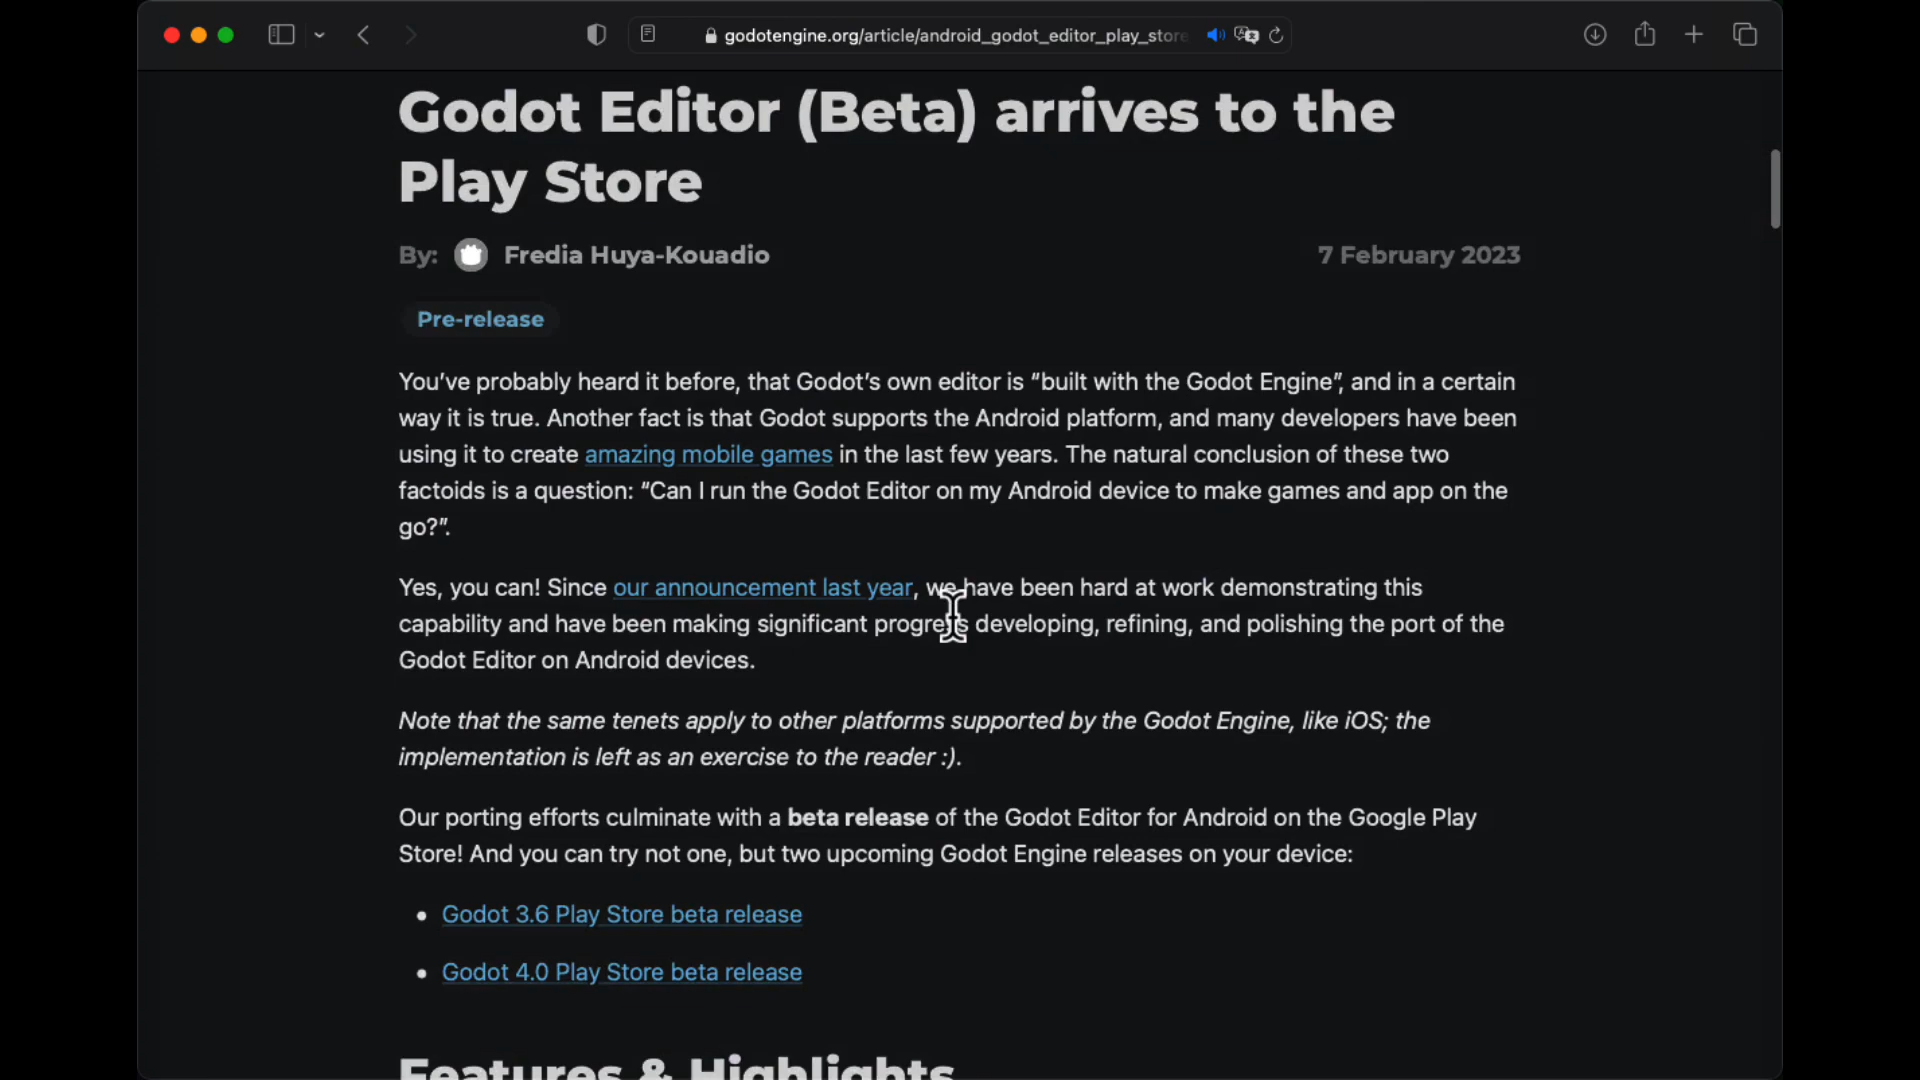 godotengine.org/article/android_godot_editor_play_store
Godot Editor (Beta) arrives to the
Play Store
By: Fredia Huya-Kouadio
7 February 2023
Pre-release
You’ve probably heard it before, that Godot’s own editor is “built with the Godot Engine”, and in a certain
way it is true. Another fact is that Godot supports the Android platform, and many developers have been
using it to create amazing mobile games in the last few years. The natural conclusion of these two
factoids is a question: “Can I run the Godot Editor on my Android device to make games and app on the
go?”.
Yes, you can! Since our announcement last year, we have been hard at work demonstrating this
capability and have been making significant progress developing, refining, and polishing the port of the
Godot Editor on Android devices.
Note that the same tenets apply to other platforms supported by the Godot Engine, like iOS; the
implementation is left as an exercise to the reader :).
Our porting efforts culminate with a beta release of the Godot Editor for Android on the Google Play
Store! And you can try not one, but two upcoming Godot Engine releases on your device:
• Godot 3.6 Play Store beta release
• Godot 4.0 Play Store beta release
Features & Highlights